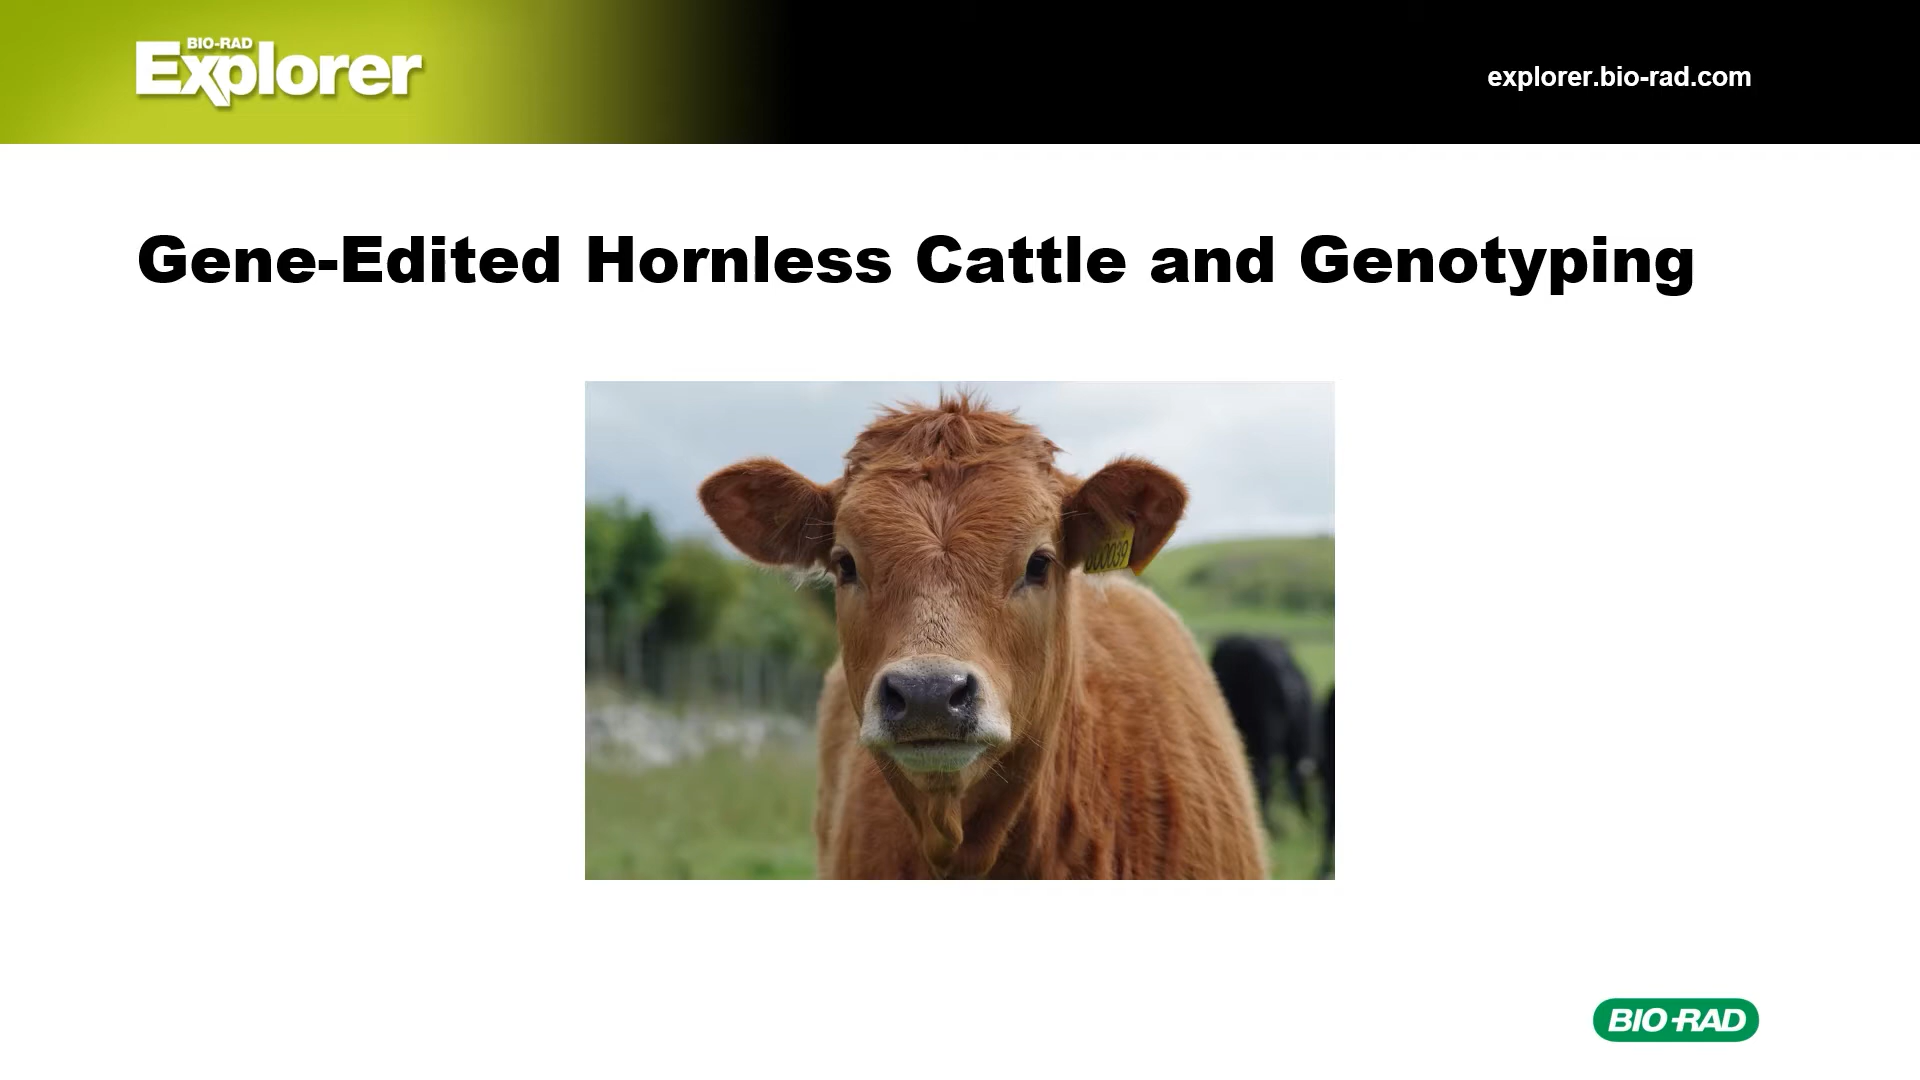 BIO-RAD
Explorer
explorer.bio-rad.com
Gene-Edited Hornless Cattle and Genotyping
BIO-RAD